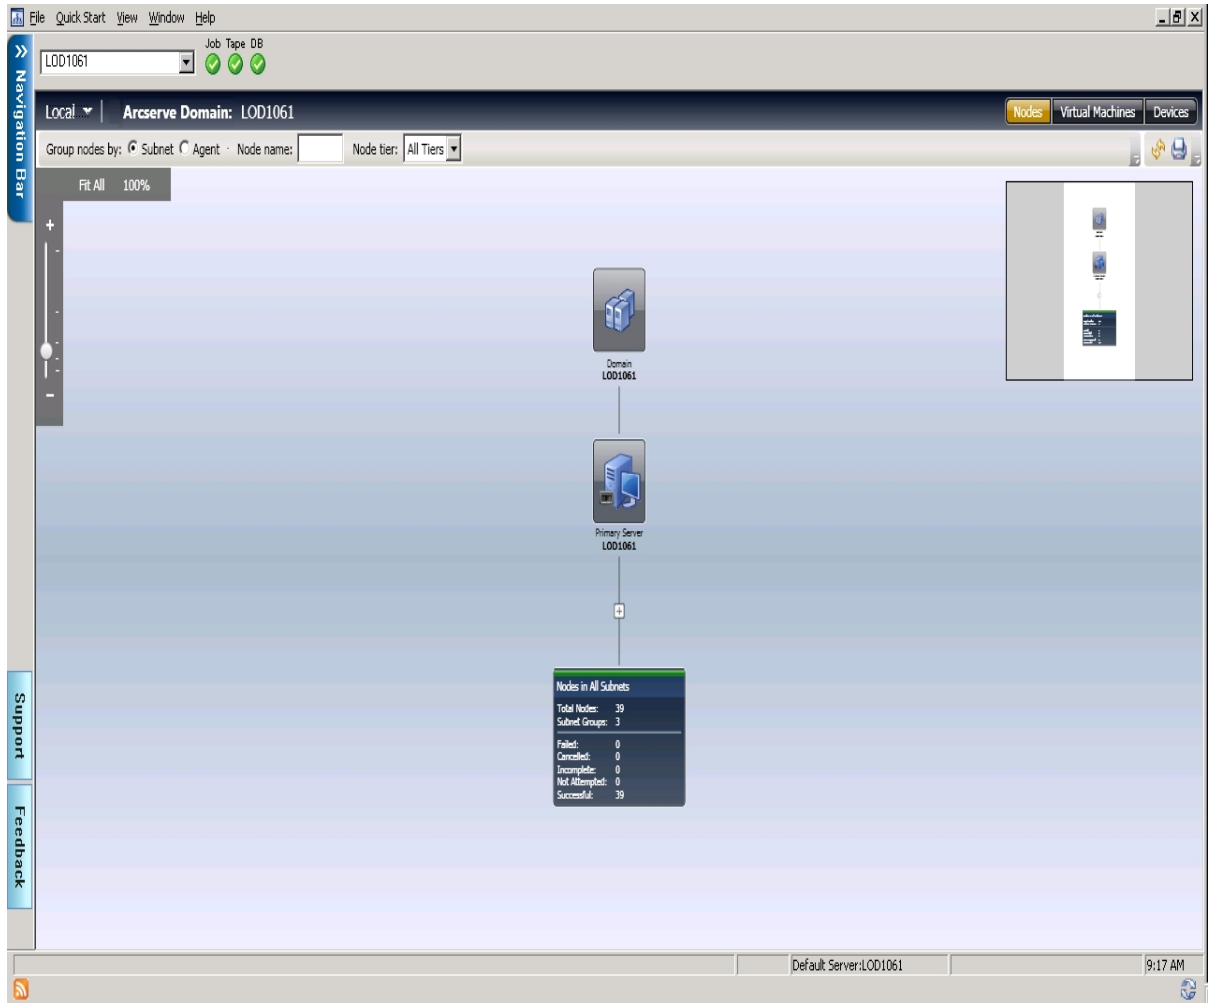 File Quick Start View Window Help
Job Tape DB
LOD1061
Navigation Bar
Local Arcserve Domain: LOD1061 Nodes Virtual Machines Devices
Group nodes by: Subnet Agent Node name: Node tier: All Tiers
Fit All 100%
Domain
LOD1061
Primary Server
LOD1061
Nodes in All Subnets
Total Nodes: 39
Subnet Groups: 3
Failed: 0
Cancelled: 0
Incomplete: 0
Not Attempted: 0
Successful: 39
Support
Feedback
Default Server:LOD1061 9:17 AM